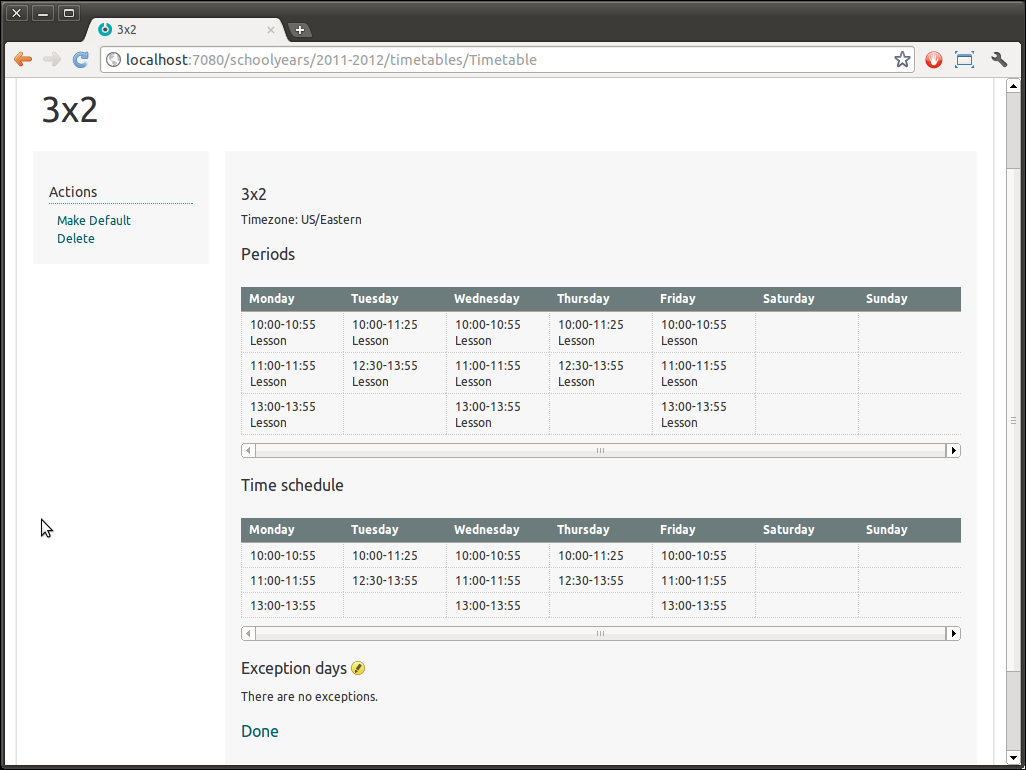 3x2
localhost:7080/schoolyears/2011-2012/timetables/Timetable
3x2
Actions
Make Default
Delete
3x2
Timezone: US/Eastern
Periods
Monday Tuesday Wednesday Thursday Friday Saturday Sunday
10:00-10:55 10:00-11:25 10:00-10:55 10:00-11:25 10:00-10:55
Lesson Lesson Lesson Lesson Lesson
11:00-11:55 12:30-13:55 11:00-11:55 12:30-13:55 11:00-11:55
Lesson Lesson Lesson Lesson Lesson
13:00-13:55 13:00-13:55 13:00-13:55
Lesson Lesson Lesson
Time schedule
Monday Tuesday Wednesday Thursday Friday Saturday Sunday
10:00-10:55 10:00-11:25 10:00-10:55 10:00-11:25 10:00-10:55
11:00-11:55 12:30-13:55 11:00-11:55 12:30-13:55 11:00-11:55
13:00-13:55 13:00-13:55 13:00-13:55
Exception days
There are no exceptions.
Done